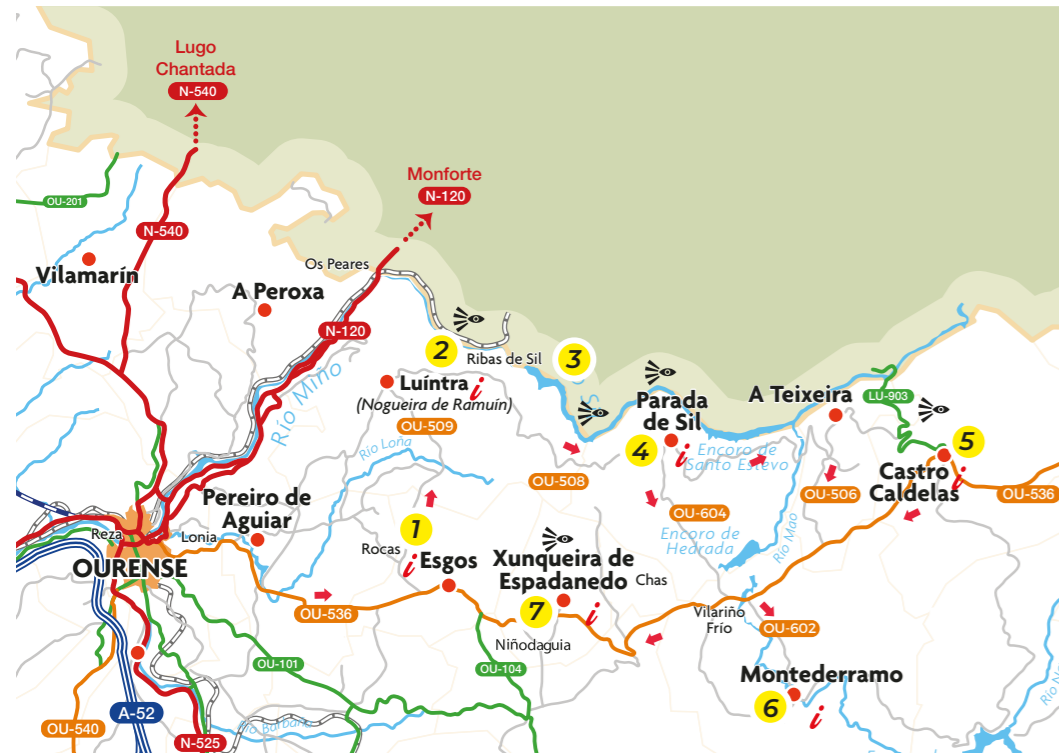 Lugo
Chantada
N-540
Monforte
N-120
OU-201
N-540
Vilamarín
Os Peares
A Peroxa
N-120
Río Miño
2
Ribas de Sil
3
Luíntra
i
(Nogueira de Ramuín)
OU-509
Río Loña
Parada
de Sil
4
i
A Teixeira
LU-903
5
Encoro de
Santo Estevo
Castro
Caldelas
i
OU-536
OU-508
OU-506
OU-604
Pereiro de
Aguiar
Reza
Lonia
OURENSE
1
Rocas
i
Esgos
Xunqueira de
Espadanedo
Chas
Encoro de
Hedrada
Río Mao
7
i
OU-536
Niñodaguia
Vilariño
Frío
OU-602
OU-101
OU-104
Montederramo
6
i
A-52
OU-540
N-525
Río Barbaña